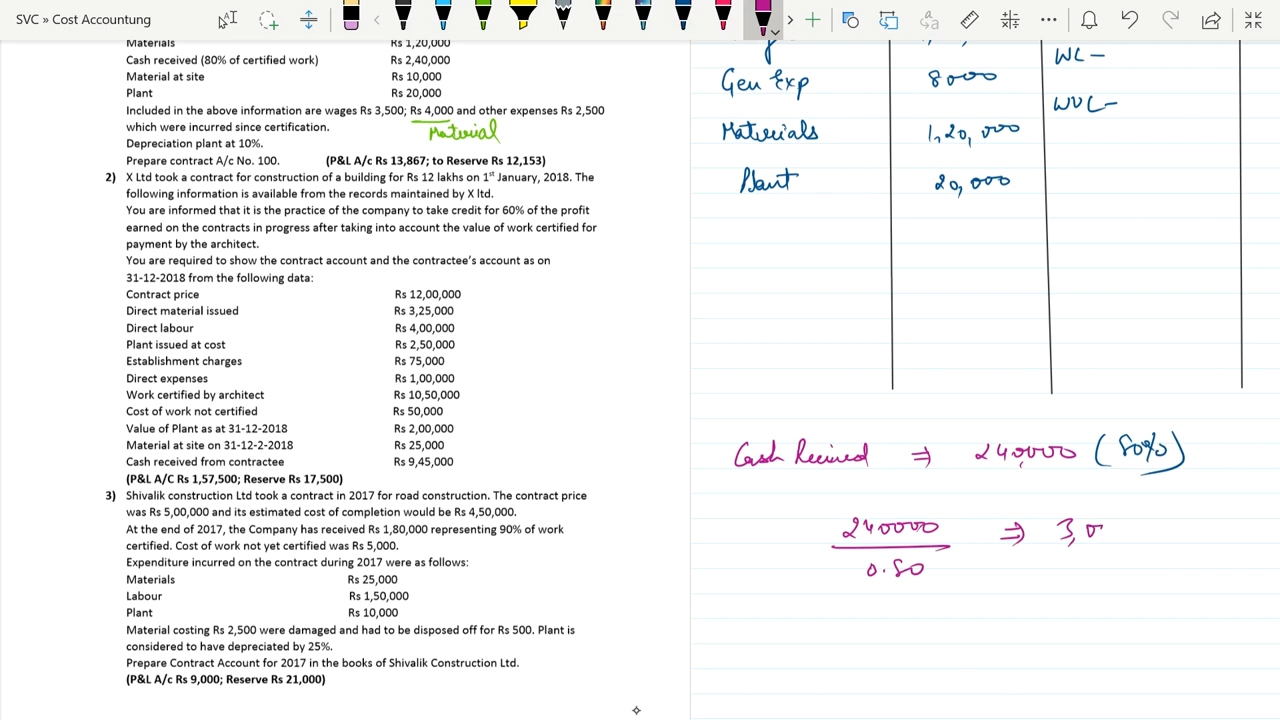 SVC » Cost Accountung
Materials Rs 1,20,000
Cash received (80% of certified work) Rs 2,40,000
Material at site Rs 10,000
Plant Rs 20,000
Included in the above information are wages Rs 3,500; Rs 4,000 and other expenses Rs 2,500
which were incurred since certification.
Material
Depreciation plant at 10%.
Prepare contract A/c No. 100. (P&L A/c Rs 13,867; to Reserve Rs 12,153)
2) X Ltd took a contract for construction of a building for Rs 12 lakhs on 1st January, 2018. The
following information is available from the records maintained by X ltd.
You are informed that it is the practice of the company to take credit for 60% of the profit
earned on the contracts in progress after taking into account the value of work certified for
payment by the architect.
You are required to show the contract account and the contractee's account as on
31-12-2018 from the following data:
Contract price Rs 12,00,000
Direct material issued Rs 3,25,000
Direct labour Rs 4,00,000
Plant issued at cost Rs 2,50,000
Establishment charges Rs 75,000
Direct expenses Rs 1,00,000
Work certified by architect Rs 10,50,000
Cost of work not certified Rs 50,000
Value of Plant as at 31-12-2018 Rs 2,00,000
Material at site on 31-12-2-2018 Rs 25,000
Cash received from contractee Rs 9,45,000
(P&L A/C Rs 1,57,500; Reserve Rs 17,500)
3) Shivalik construction Ltd took a contract in 2017 for road construction. The contract price
was Rs 5,00,000 and its estimated cost of completion would be Rs 4,50,000.
At the end of 2017, the Company has received Rs 1,80,000 representing 90% of work
certified. Cost of work not yet certified was Rs 5,000.
Expenditure incurred on the contract during 2017 were as follows:
Materials Rs 25,000
Labour Rs 1,50,000
Plant Rs 10,000
Material costing Rs 2,500 were damaged and had to be disposed off for Rs 500. Plant is
considered to have depreciated by 25%.
Prepare Contract Account for 2017 in the books of Shivalik Construction Ltd.
(P&L A/c Rs 9,000; Reserve Rs 21,000)
WC -
Gen Exp 8000
WUC -
Materials 1,20,000
Plant 20,000
Cash Recived ⇒ 240,000 (80%)
240000 ⇒ 3,0
0.80